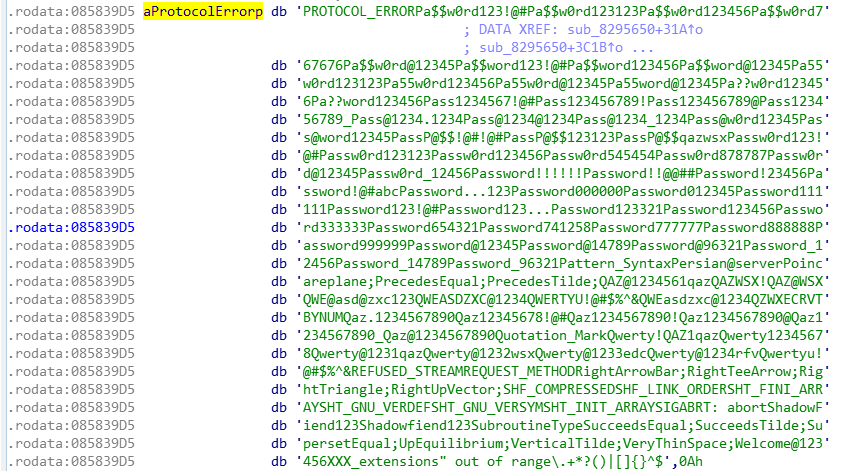 .rodata:085839D5 aProtocolErrorp db 'PROTOCOL_ERRORPa$$w0rd123!@#Pa$$w0rd123123Pa$$w0rd123456Pa$$w0rd7'
.rodata:085839D5 ; DATA XREF: sub_8295650+31A↑o
.rodata:085839D5 ; sub_8295650+3C1B↑o ...
.rodata:085839D5 db '67676Pa$$w0rd@12345Pa$$word123!@#Pa$$word123456Pa$$word@12345Pa55'
.rodata:085839D5 db 'w0rd123123Pa55w0rd123456Pa55w0rd@12345Pa55word@12345Pa??w0rd12345'
.rodata:085839D5 db '6Pa??word123456Pass1234567!@#Pass123456789!Pass123456789@Pass1234'
.rodata:085839D5 db '56789_Pass@1234.1234Pass@1234@1234Pass@1234_1234Pass@w0rd12345Pas'
.rodata:085839D5 db 's@word12345PassP@$$!@#!@#PassP@$$123123PassP@$$qazwsxPassw0rd123!'
.rodata:085839D5 db '@#Passw0rd123123Passw0rd123456Passw0rd545454Passw0rd878787Passw0r'
.rodata:085839D5 db 'd@12345Passw0rd_12456Password!!!!!!Password!!@@##Password!23456Pa'
.rodata:085839D5 db 'ssword!@#abcPassword...123Password000000Password012345Password111'
.rodata:085839D5 db '111Password123!@#Password123...Password123321Password123456Passwo'
.rodata:085839D5 db 'rd333333Password654321Password741258Password777777Password888888P'
.rodata:085839D5 db 'assword999999Password@12345Password@14789Password@96321Password_1'
.rodata:085839D5 db '2456Password_14789Password_96321Pattern_SyntaxPersian@serverPoinc'
.rodata:085839D5 db 'areplane;PrecedesEqual;PrecedesTilde;QAZ@1234561qazQAZWSX!QAZ@WSX'
.rodata:085839D5 db 'QWE@asd@zxc123QWEASDZXC@1234QWERTYU!@#$%^&QWEasdzxc@1234QZWXECRVT'
.rodata:085839D5 db 'BYNUMQaz.1234567890Qaz12345678!@#Qaz1234567890!Qaz1234567890@Qaz1'
.rodata:085839D5 db '234567890_Qaz@1234567890Quotation_MarkQwerty!QAZ1qazQwerty1234567'
.rodata:085839D5 db '8Qwerty@1231qazQwerty@1232wsxQwerty@1233edcQwerty@1234rfvQwertyu!'
.rodata:085839D5 db '@#$%^&REFUSED_STREAMREQUEST_METHODRightArrowBar;RightTeeArrow;Rig'
.rodata:085839D5 db 'htTriangle;RightUpVector;SHF_COMPRESSEDSHF_LINK_ORDERSHT_FINI_ARR'
.rodata:085839D5 db 'AYSHT_GNU_VERDEFSHT_GNU_VERSYMSHT_INIT_ARRAYSIGABRT: abortShadowF'
.rodata:085839D5 db 'iend123Shadowfiend123SubroutineTypeSucceedsEqual;SucceedsTilde;Su'
.rodata:085839D5 db 'persetEqual;UpEquilibrium;VerticalTilde;VeryThinSpace;Welcome@123'
.rodata:085839D5 db '456XXX_extensions" out of range\.+*?()|[]{}^$',0Ah